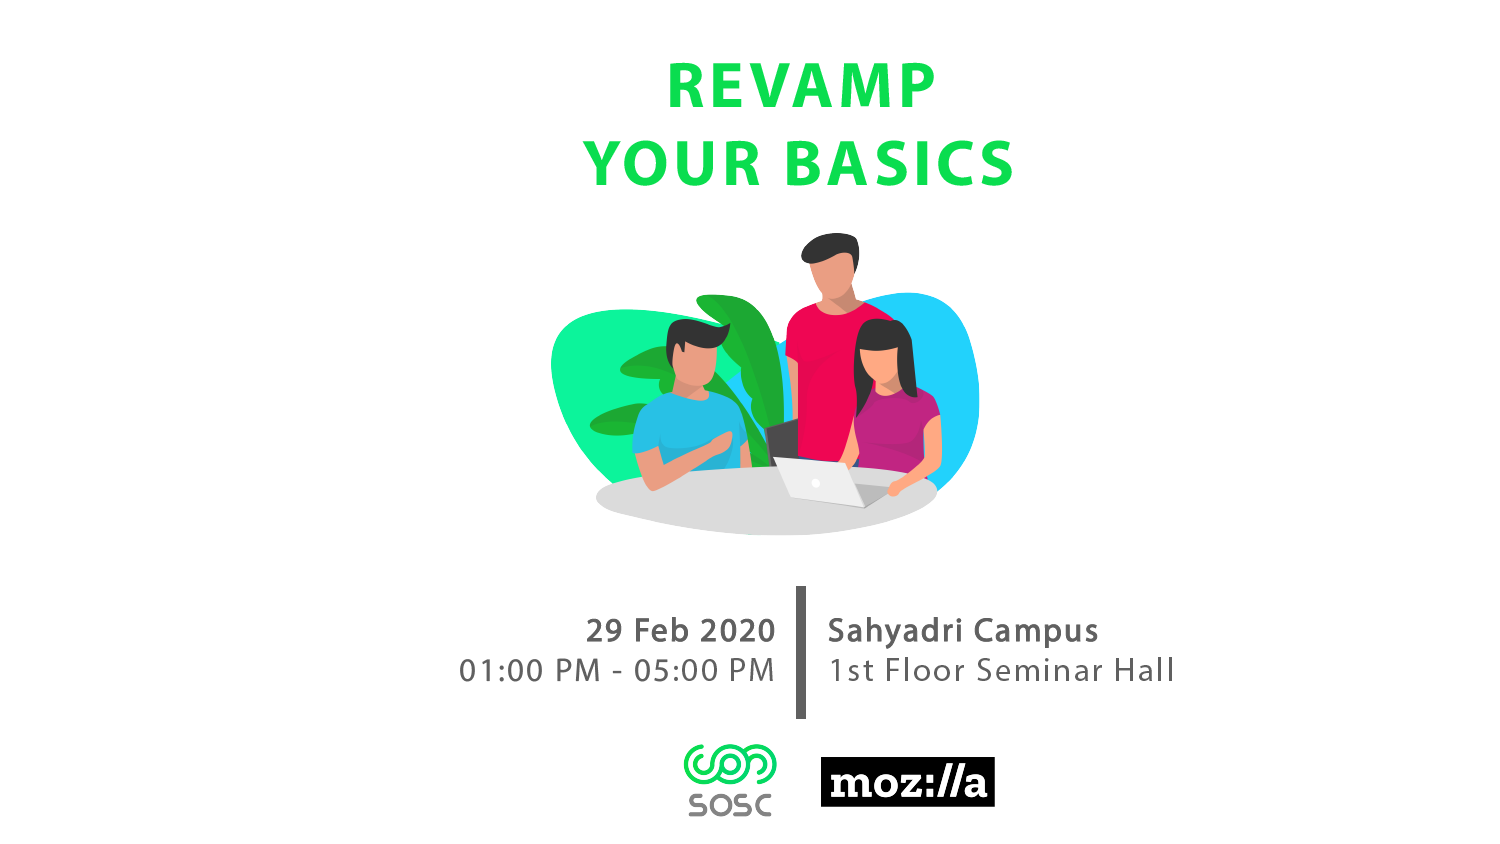 REVAMP
YOUR BASICS
29 Feb 2020
01:00 PM - 05:00 PM
Sahyadri Campus
1st Floor Seminar Hall
SOSC
moz://a